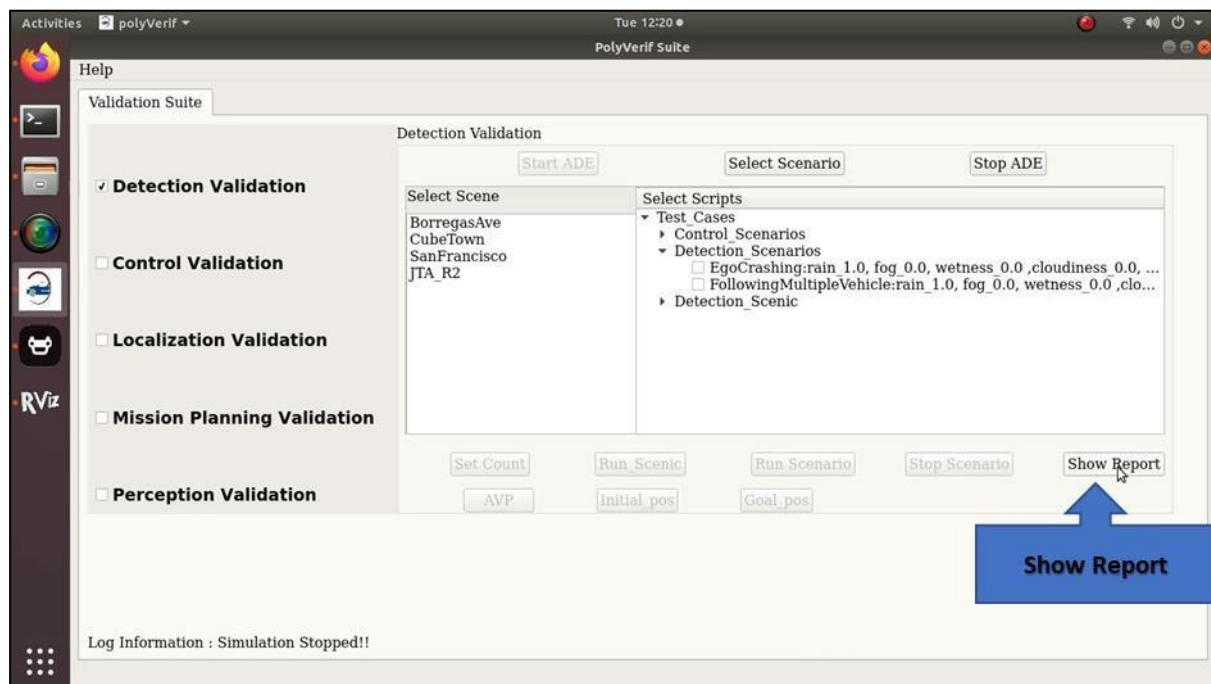 Activities polyVerif Tue 12:20
PolyVerif Suite
Help
Validation Suite
Detection Validation
Start ADE Select Scenario Stop ADE
Detection Validation
Control Validation
Localization Validation
Mission Planning Validation
Perception Validation
Select Scene
BorregasAve
CubeTown
SanFrancisco
JTA_R2
Select Scripts
Test_Cases
Control_Scenarios
Detection_Scenarios
EgoCrashing:rain_1.0, fog_0.0, wetness_0.0 ,cloudiness_0.0, ...
FollowingMultipleVehicle:rain_1.0, fog_0.0, wetness_0.0 ,clo...
Detection_Scenic
Set Count Run_Scenic Run Scenario Stop Scenario Show Report
AVP Initial_pos Goal_pos
Show Report
Log Information : Simulation Stopped!!
RViz